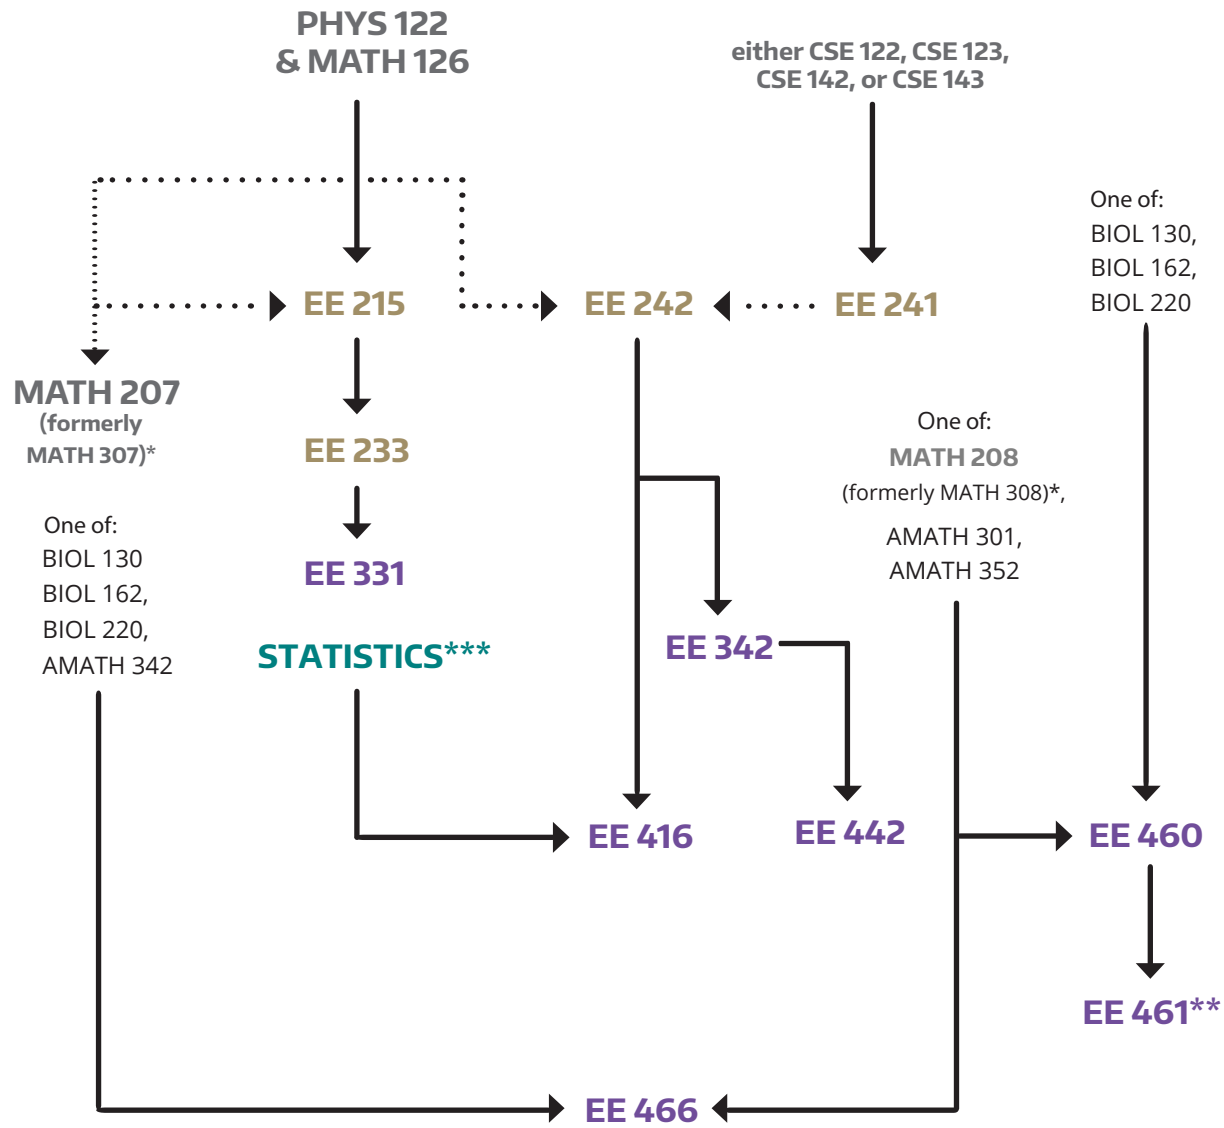 PHYS 122
& MATH 126
either CSE 122, CSE 123,
CSE 142, or CSE 143
One of:
BIOL 130,
BIOL 162,
BIOL 220
EE 215
EE 242
EE 241
MATH 207
(formerly
MATH 307)*
EE 233
One of:
MATH 208
(formerly MATH 308)*,
AMATH 301,
AMATH 352
One of:
BIOL 130
BIOL 162,
BIOL 220,
AMATH 342
EE 331
STATISTICS***
EE 342
EE 416
EE 442
EE 460
EE 461**
EE 466